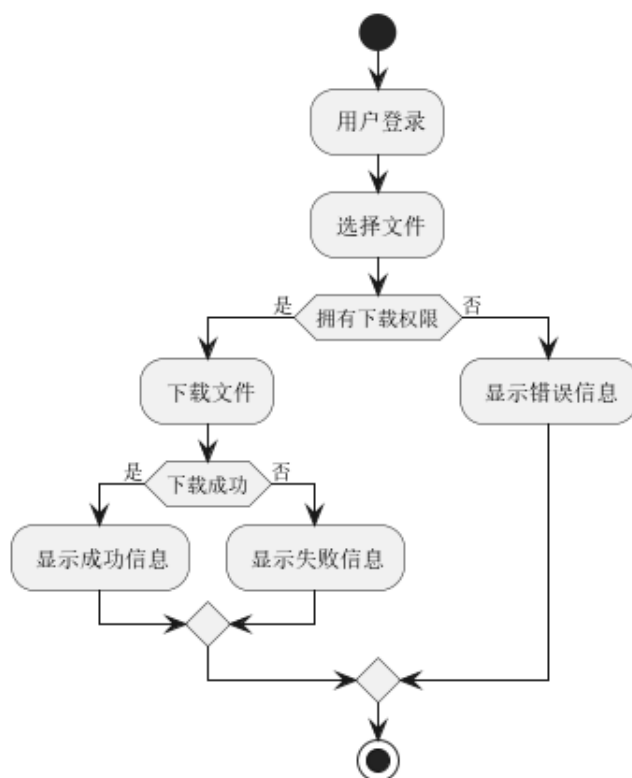 用户登录
选择文件
是
拥有下载权限
否
下载文件
显示错误信息
是
下载成功
否
显示成功信息
显示失败信息